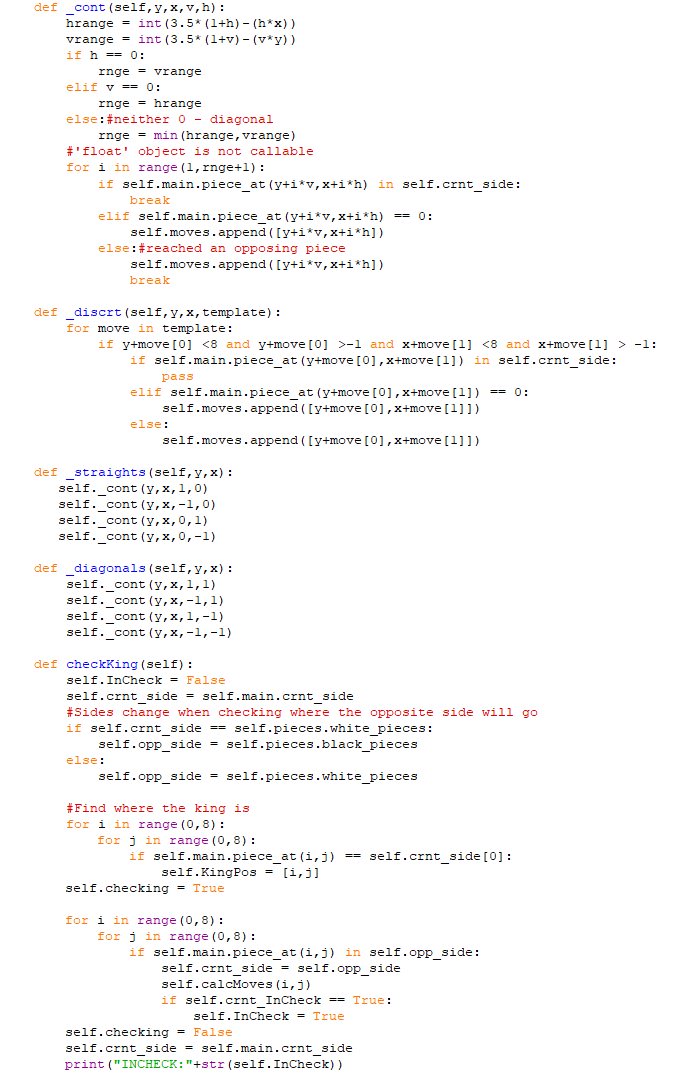 def _cont(self,y,x,v,h):
hrange = int(3.5*(1+h)-(h*x))
vrange = int(3.5*(1+v)-(v*y))
if h == 0:
rnge = vrange
elif v == 0:
rnge = hrange
else:#neither 0 - diagonal
rnge = min(hrange,vrange)
#'float' object is not callable
for i in range(1,rnge+1):
if self.main.piece_at(y+i*v,x+i*h) in self.crnt_side:
break
elif self.main.piece_at(y+i*v,x+i*h) == 0:
self.moves.append([y+i*v,x+i*h])
else:#reached an opposing piece
self.moves.append([y+i*v,x+i*h])
break
def _discrt(self,y,x,template):
for move in template:
if y+move[0] <8 and y+move[0] >-1 and x+move[1] <8 and x+move[1] > -1:
if self.main.piece_at(y+move[0],x+move[1]) in self.crnt_side:
pass
elif self.main.piece_at(y+move[0],x+move[1]) == 0:
self.moves.append([y+move[0],x+move[1]])
else:
self.moves.append([y+move[0],x+move[1]])
def _straights(self,y,x):
self._cont(y,x,1,0)
self._cont(y,x,-1,0)
self._cont(y,x,0,1)
self._cont(y,x,0,-1)
def _diagonals(self,y,x):
self._cont(y,x,1,1)
self._cont(y,x,-1,1)
self._cont(y,x,1,-1)
self._cont(y,x,-1,-1)
def checkKing(self):
self.InCheck = False
self.crnt_side = self.main.crnt_side
#Sides change when checking where the opposite side will go
if self.crnt_side == self.pieces.white_pieces:
self.opp_side = self.pieces.black_pieces
else:
self.opp_side = self.pieces.white_pieces
#Find where the king is
for i in range(0,8):
for j in range(0,8):
if self.main.piece_at(i,j) == self.crnt_side[0]:
self.KingPos = [i,j]
self.checking = True
for i in range(0,8):
for j in range(0,8):
if self.main.piece_at(i,j) in self.opp_side:
self.crnt_side = self.opp_side
self.calcMoves(i,j)
if self.crnt_InCheck == True:
self.InCheck = True
self.checking = False
self.crnt_side = self.main.crnt_side
print("INCHECK:"+str(self.InCheck))